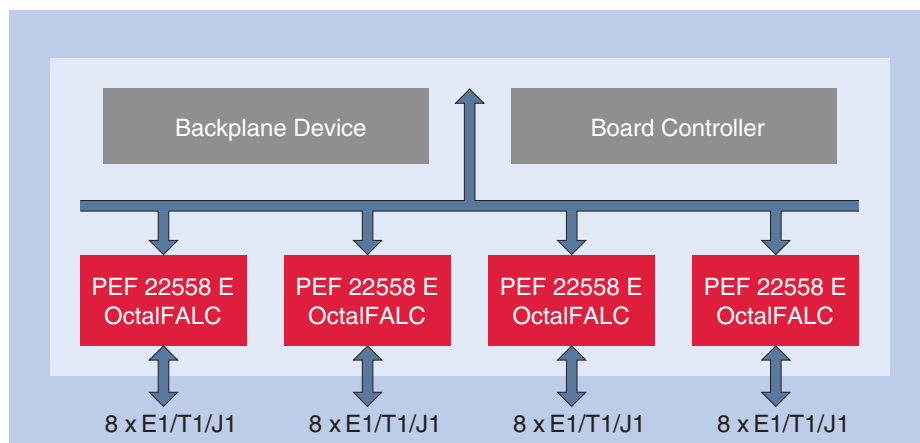 Backplane Device
Board Controller
PEF 22558 E
OctalFALC
PEF 22558 E
OctalFALC
PEF 22558 E
OctalFALC
PEF 22558 E
OctalFALC
8 x E1/T1/J1
8 x E1/T1/J1
8 x E1/T1/J1
8 x E1/T1/J1